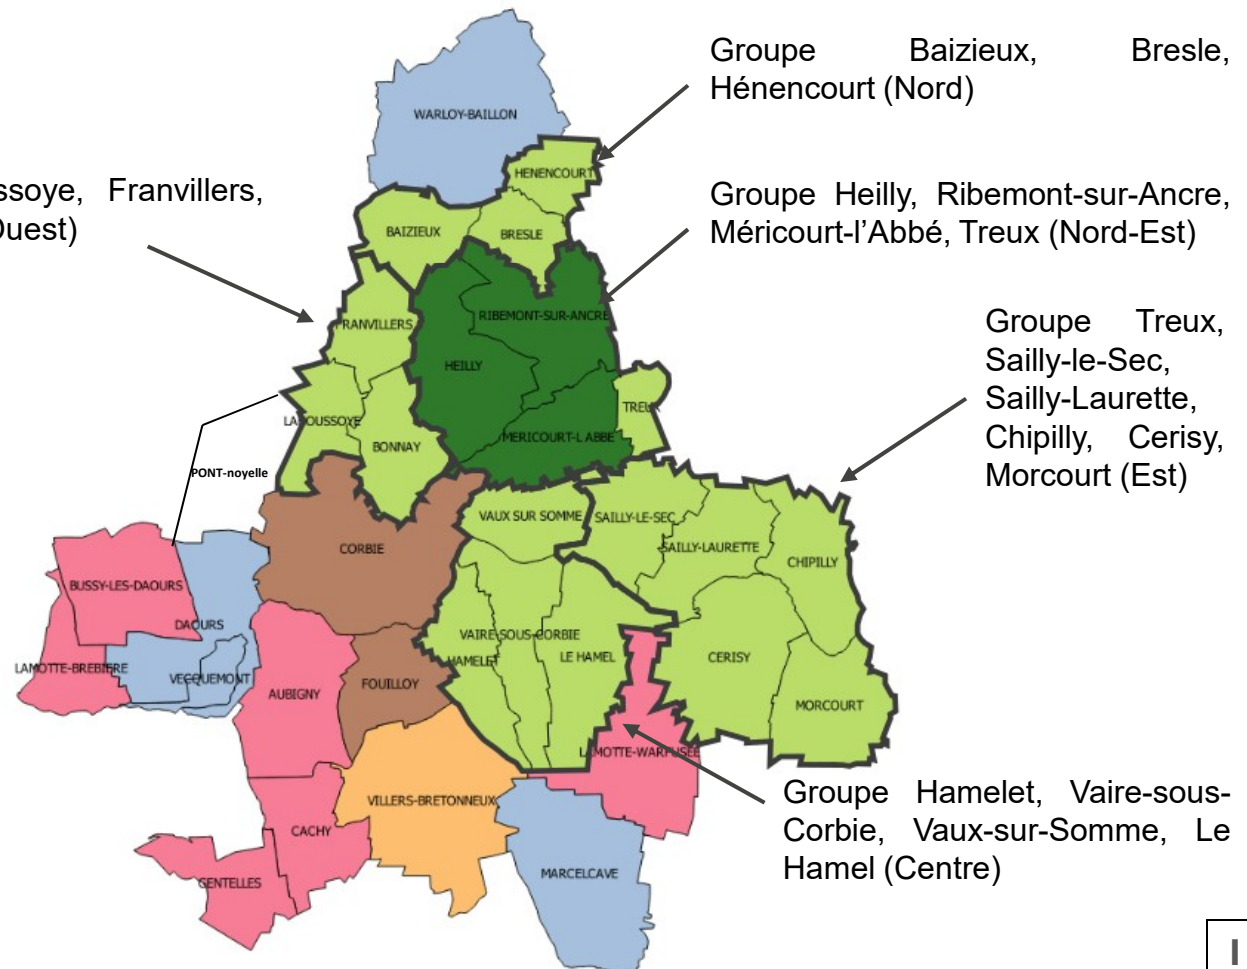 Groupe Baizieux, Bresle,
Hénencourt (Nord)
WARLOY-BAILLON
HENENCOURT
ssoye, Franvillers,
Ouest)
Groupe Heilly, Ribemont-sur-Ancre,
Méricourt-l'Abbé, Treux (Nord-Est)
BAIZIEUX
BRESLE
FRANVILLERS
RIBEMONT-SUR-ANCRE
HEILLY
Groupe Treux,
Sailly-le-Sec,
Sailly-Laurette,
Chipilly, Cerisy,
Morcourt (Est)
LAHOUSSOYE
TREUX
BONNAY
MERICOURT-L ABBE
PONT-noyelle
VAUX SUR SOMME
SAILLY-LE-SEC
CORBIE
SAILLY-LAURETTE
CHIPILLY
BUSSY-LES-DAOURS
DAOURS
VAIRE-SOUS-CORBIE
HAMELET
LE HAMEL
CERISY
LAMOTTE-BREBIERE
VECQUEMONT
AUBIGNY
FOUILLOY
MORCOURT
LAMOTTE-WARFUSEE
Groupe Hamelet, Vaire-sous-
Corbie, Vaux-sur-Somme, Le
Hamel (Centre)
VILLERS-BRETONNEUX
CACHY
MARCELCAVE
GENTELLES